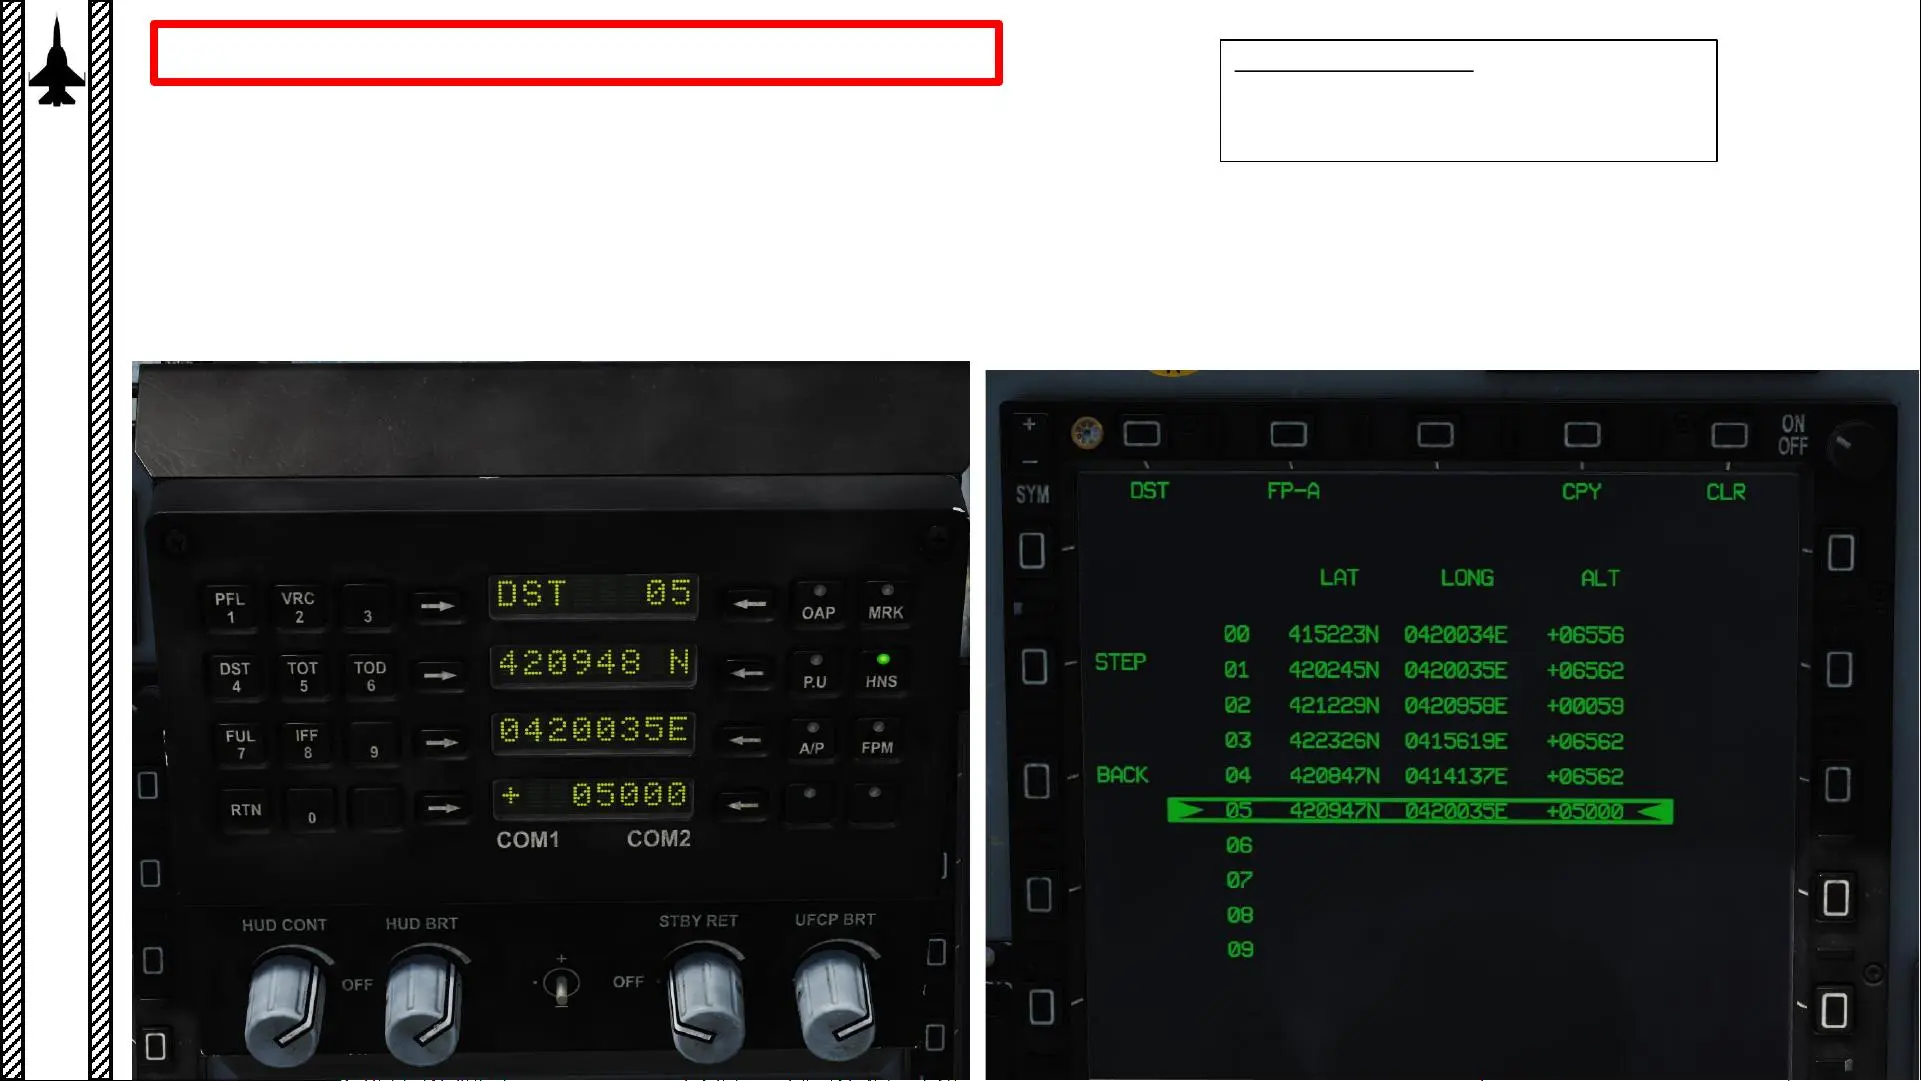 PFL
1
VRC
2
3
DST 05
OAP
MRK
DST
4
TOT
5
TOD
6
420948 N
P.U
HNS
FUL
7
IFF
8
9
0420035E
A/P
FPM
RTN
0
+ 05000
COM1 COM2
HUD CONT
HUD BRT
STBY RET
UFCP BRT
OFF
+
-
OFF
+
-
SYM
ON
OFF
DST FP-A CPY CLR
LAT LONG ALT
00 415223N 0420034E +06556
STEP
01 420245N 0420035E +06562
02 421229N 0420958E +00059
03 422326N 0415619E +06562
BACK
04 420847N 0414137E +06562
05 420947N 0420035E +05000
06
07
08
09